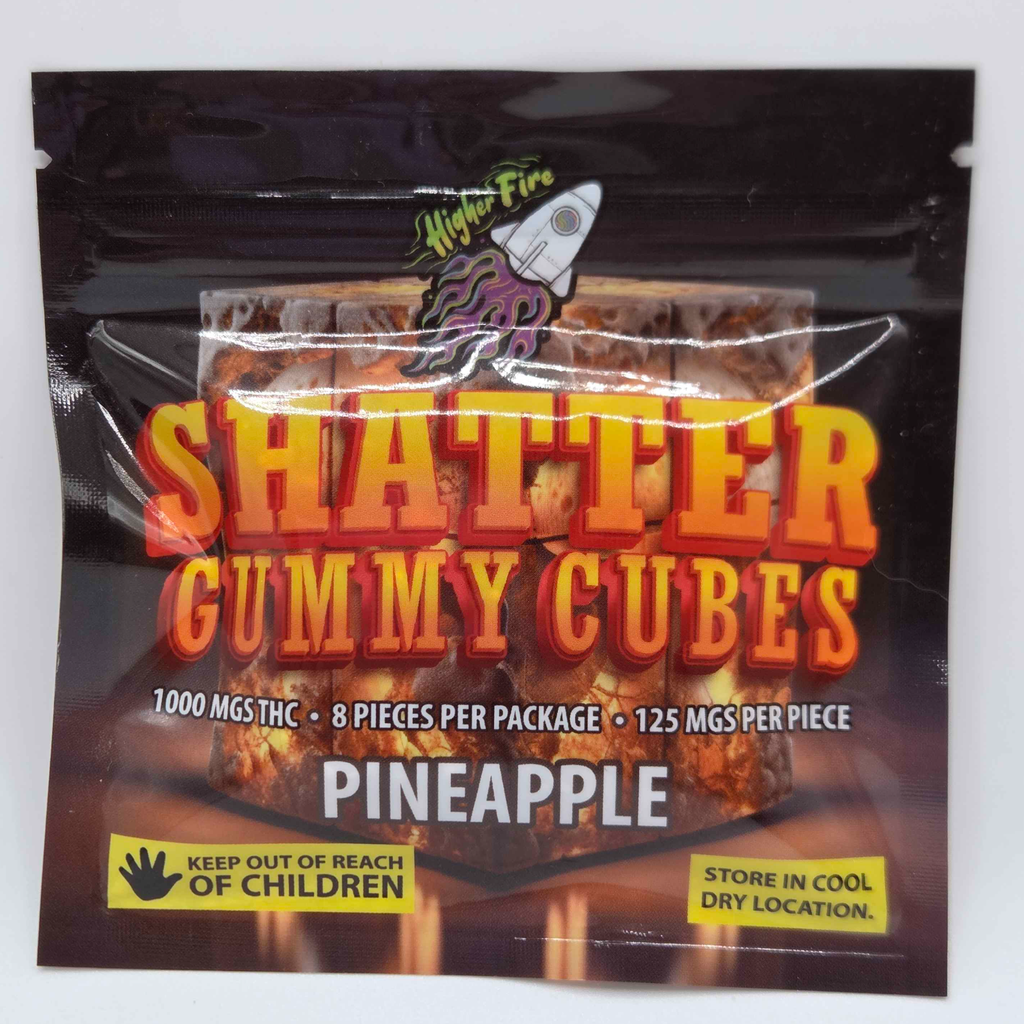 Higher Fire
SHATTER
GUMMY CUBES
1000 MGS THC • 8 PIECES PER PACKAGE • 125 MGS PER PIECE
PINEAPPLE
KEEP OUT OF REACH
OF CHILDREN
STORE IN COOL
DRY LOCATION.